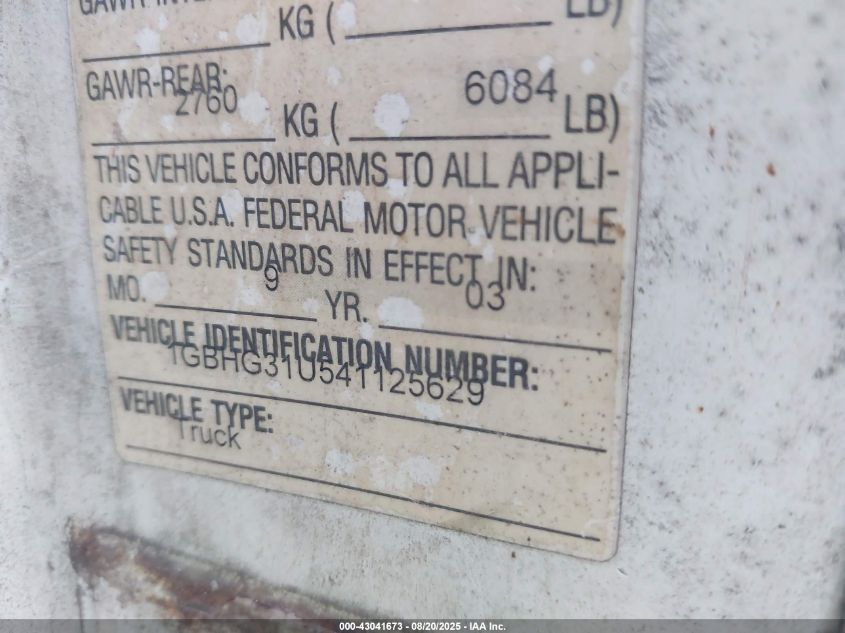 GAWR-INTE
KG ( LB)
GAWR-REAR:
2760 KG ( 6084 LB)
THIS VEHICLE CONFORMS TO ALL APPLI-
CABLE U.S.A. FEDERAL MOTOR VEHICLE
SAFETY STANDARDS IN EFFECT IN:
MO. 9 YR. 03
VEHICLE IDENTIFICATION NUMBER:
1GBHG31U541125629
VEHICLE TYPE:
Truck
000-43041673 - 08/20/2025 - IAA Inc.